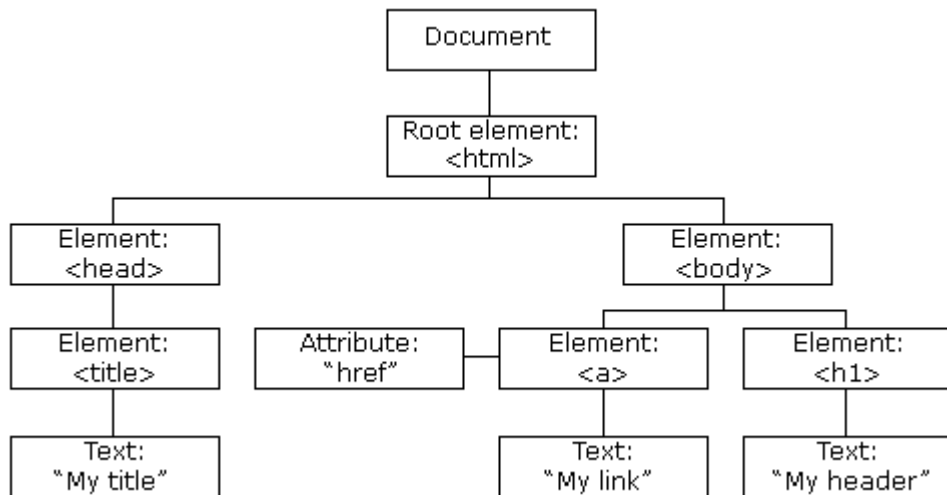 Document
Root element:
<html>
Element:
<head>
Element:
<body>
Element:
<title>
Attribute:
“href”
Element:
<a>
Element:
<h1>
Text:
“My title”
Text:
“My link”
Text:
“My header”